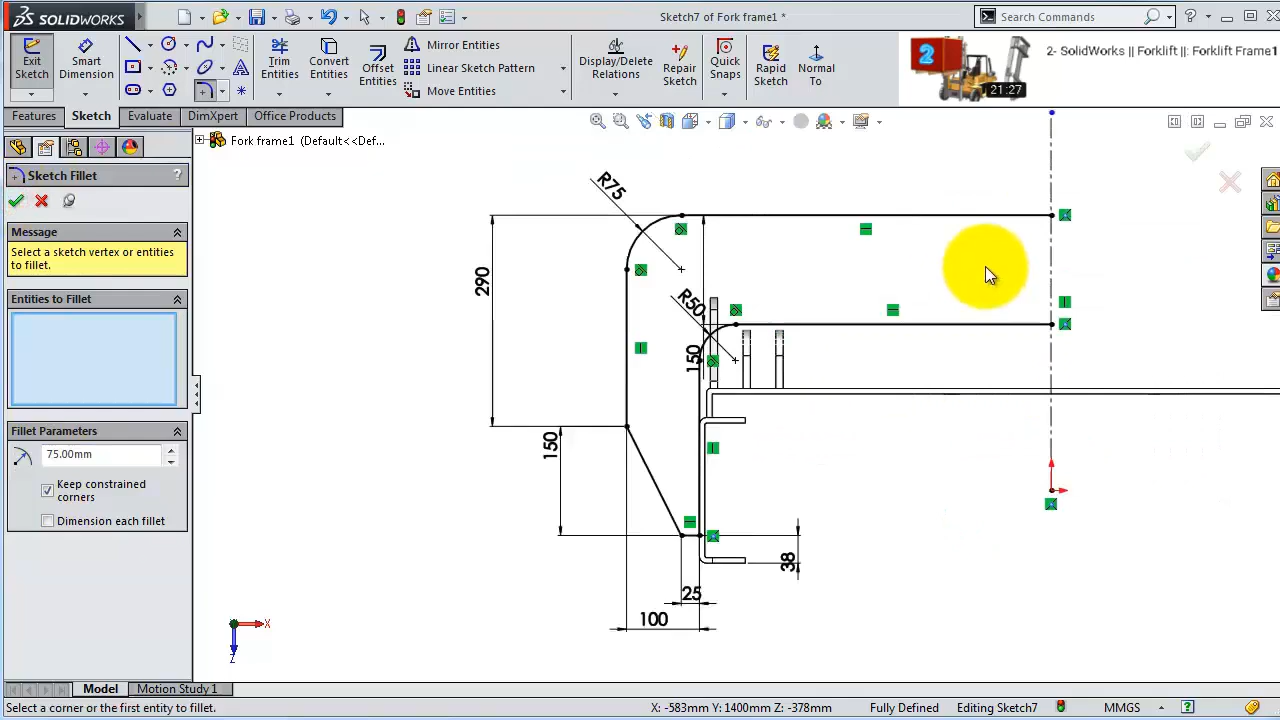 SOLIDWORKS
Sketch7 of Fork frame1 *
Search Commands
Exit Sketch
Smart Dimension
Trim Entities
Convert Entities
Offset Entities
Mirror Entities
Linear Sketch Pattern
Move Entities
Display/Delete Relations
Repair Sketch
Quick Snaps
Rapid Sketch
Normal To
2
21:27
2- SolidWorks || Forklift ||: Forklift Frame1
Features
Sketch
Evaluate
DimXpert
Office Products
Fork frame1 (Default<<Def...
Sketch Fillet
?
Message
Select a sketch vertex or entities
to fillet.
Entities to Fillet
Fillet Parameters
75.00mm
Keep constrained
corners
Dimension each fillet
R75
290
R50
150
150
38
25
100
X
Z
Model
Motion Study 1
Select a corner or the first entity to fillet.
X: -583mm Y: 1400mm Z: -378mm
Fully Defined
Editing Sketch7
MMGS